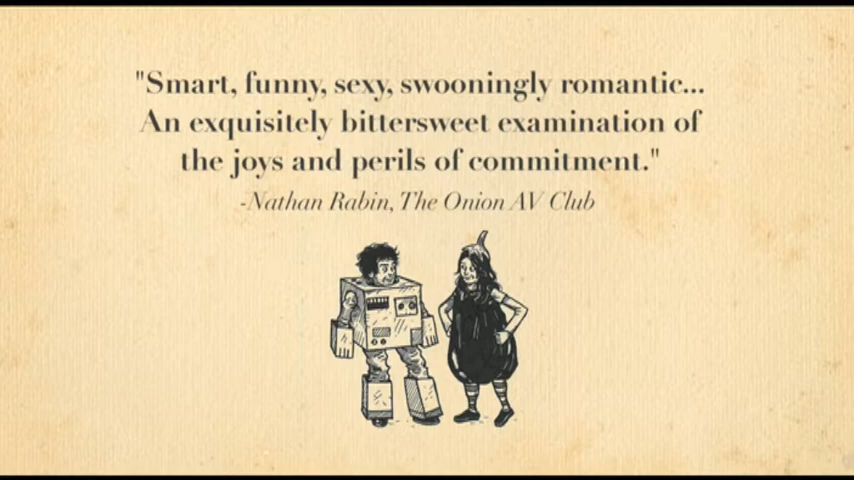 "Smart, funny, sexy, swooningly romantic...
An exquisitely bittersweet examination of
the joys and perils of commitment."
-Nathan Rabin, The Onion AV Club